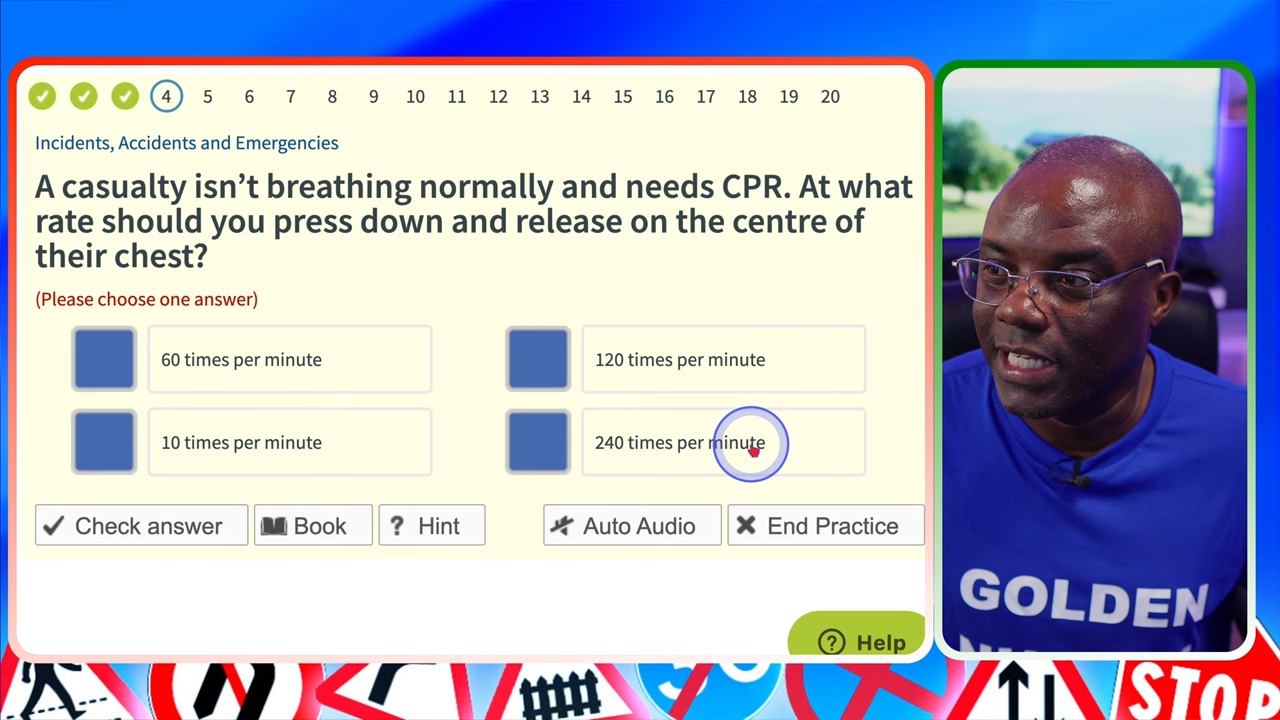 4 5 6 7 8 9 10 11 12 13 14 15 16 17 18 19 20
Incidents, Accidents and Emergencies
A casualty isn’t breathing normally and needs CPR. At what
rate should you press down and release on the centre of
their chest?
(Please choose one answer)
60 times per minute
120 times per minute
10 times per minute
240 times per minute
Check answer
Book
? Hint
Auto Audio
End Practice
? Help
GOLDEN
STOP